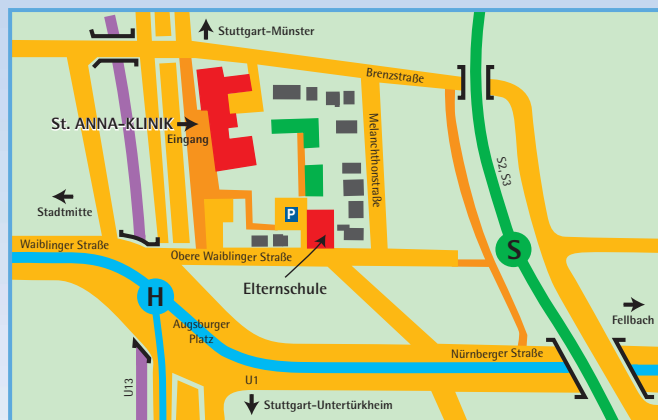 Stuttgart-Münster
Brenzstraße
St. ANNA-KLINIK
Eingang
Melanchthonstraße
S2, S3
Stadtmitte
P
Waiblinger Straße
Obere Waiblinger Straße
S
Elternschule
H
Augsburger
Platz
Fellbach
Nürnberger Straße
U13
U1
Stuttgart-Untertürkheim